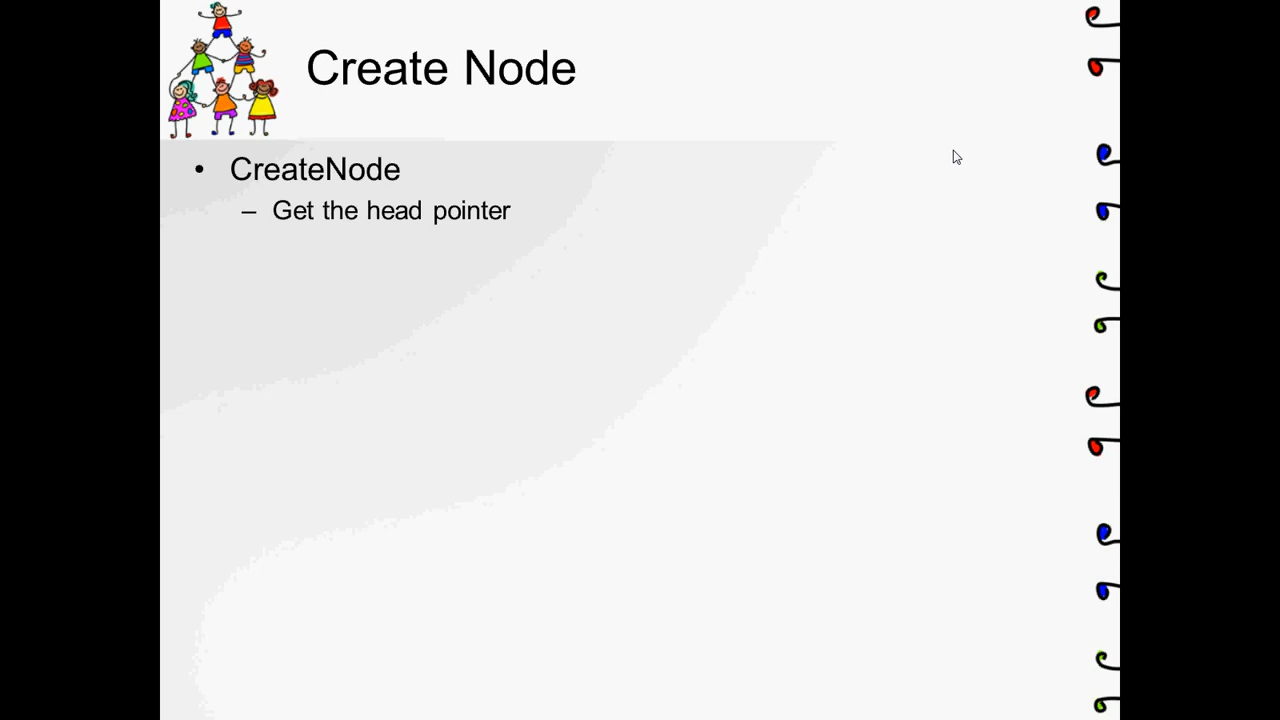 Create Node
• CreateNode
– Get the head pointer